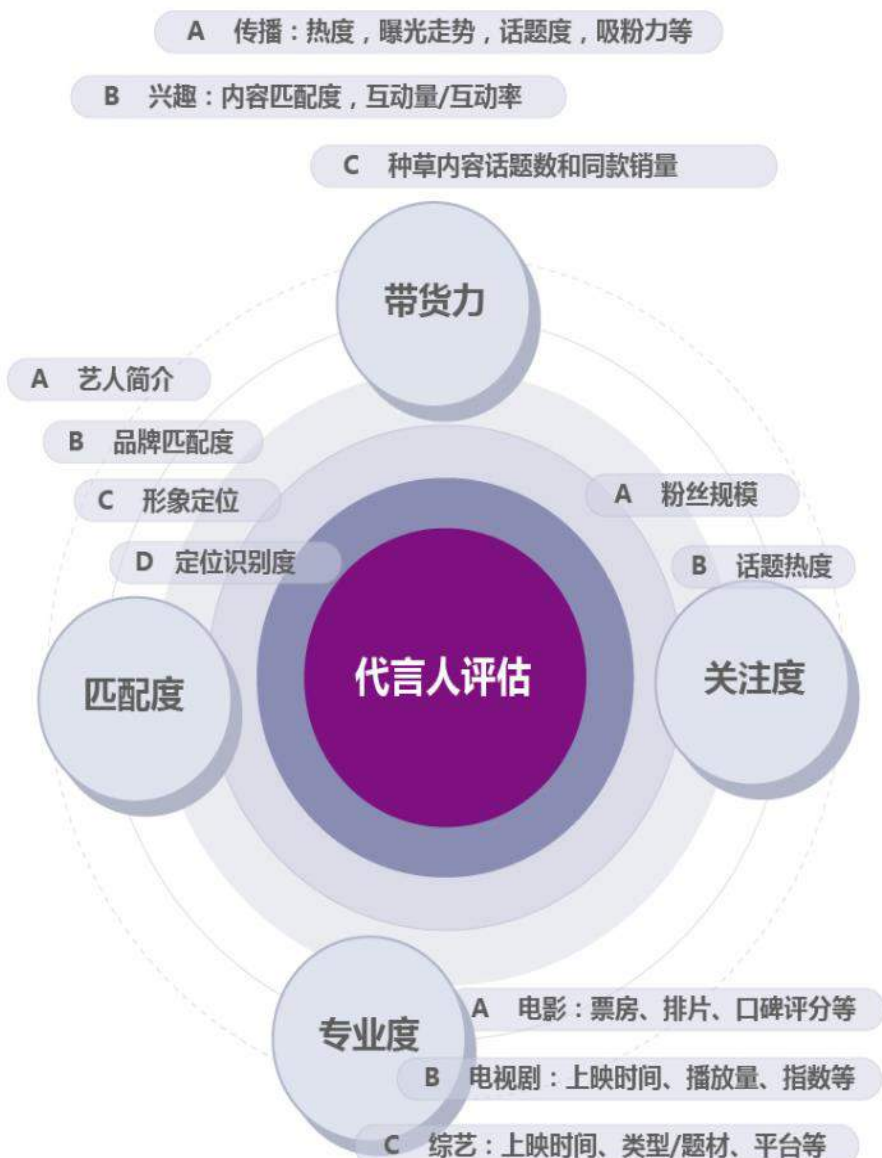 A 传播：热度，曝光走势，话题度，吸粉力等
B 兴趣：内容匹配度，互动量/互动率
C 种草内容话题数和同款销量
带货力
A 艺人简介
B 品牌匹配度
C 形象定位
D 定位识别度
匹配度
A 粉丝规模
B 话题热度
关注度
代言人评估
专业度
A 电影：票房、排片、口碑评分等
B 电视剧：上映时间、播放量、指数等
C 综艺：上映时间、类型/题材、平台等